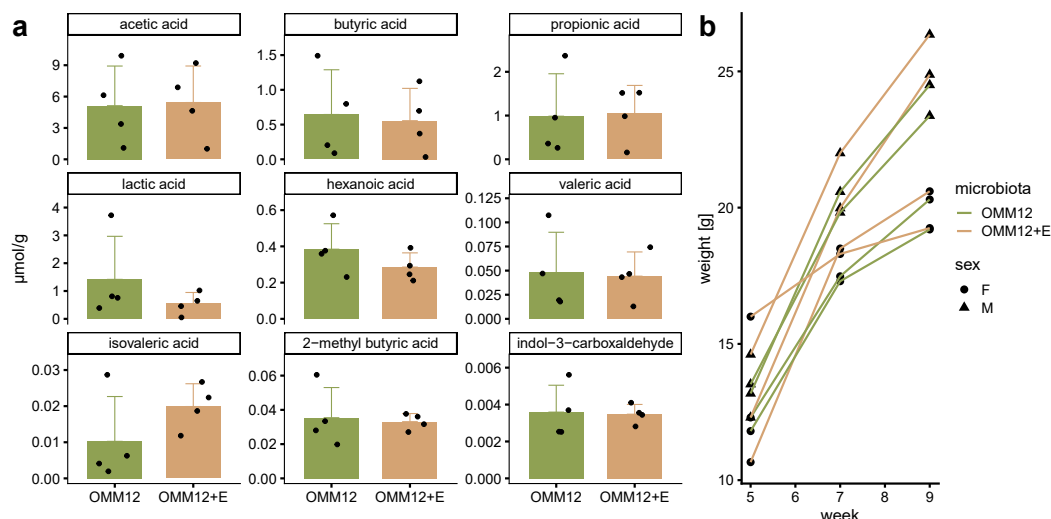 a
acetic acid
butyric acid
propionic acid
9
6
3
0
1.5
1.0
0.5
0.0
2
1
0
lactic acid
hexanoic acid
valeric acid
µmol/g
4
3
2
1
0
0.6
0.4
0.2
0.0
0.125
0.100
0.075
0.050
0.025
0.000
isovaleric acid
2−methyl butyric acid
indol−3−carboxaldehyde
0.03
0.02
0.01
0.00
0.06
0.04
0.02
0.00
0.006
0.004
0.002
0.000
OMM12 OMM12+E
OMM12 OMM12+E
OMM12 OMM12+E
b
weight [g]
25
20
15
10
5 6 7 8 9
week
microbiota
OMM12
OMM12+E
sex
F
M